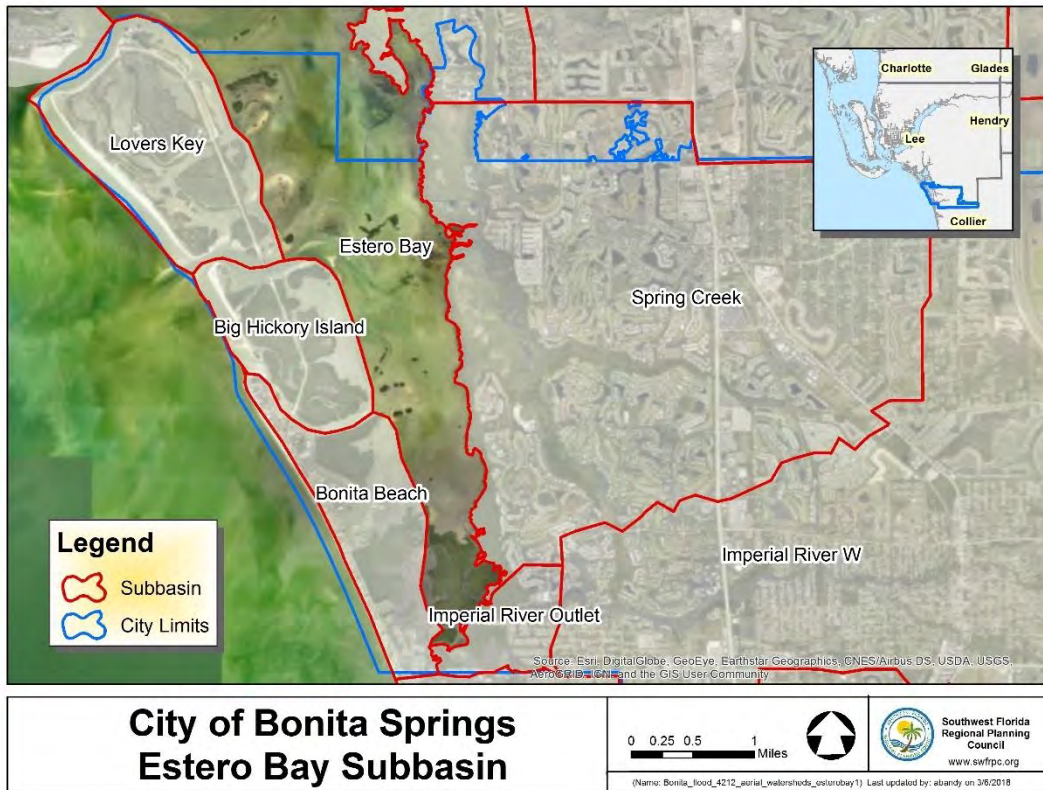 Charlotte
Glades
Hendry
Lee
Collier
Lovers Key
Estero Bay
Spring Creek
Big Hickory Island
Bonita Beach
Imperial River W
Imperial River Outlet
Legend
Subbasin
City Limits
Source: Esri, DigitalGlobe, GeoEye, Earthstar Geographics, CNES/Airbus DS, USDA, USGS,
AeroGRID, IGN, and the GIS User Community
City of Bonita Springs
Estero Bay Subbasin
0 0.25 0.5 1
Miles
Southwest Florida
Regional Planning
Council
www.swfrpc.org
(Name: Bonita_flood_4212_aerial_watersheds_esterobay1) Last updated by: abandy on 3/6/2018